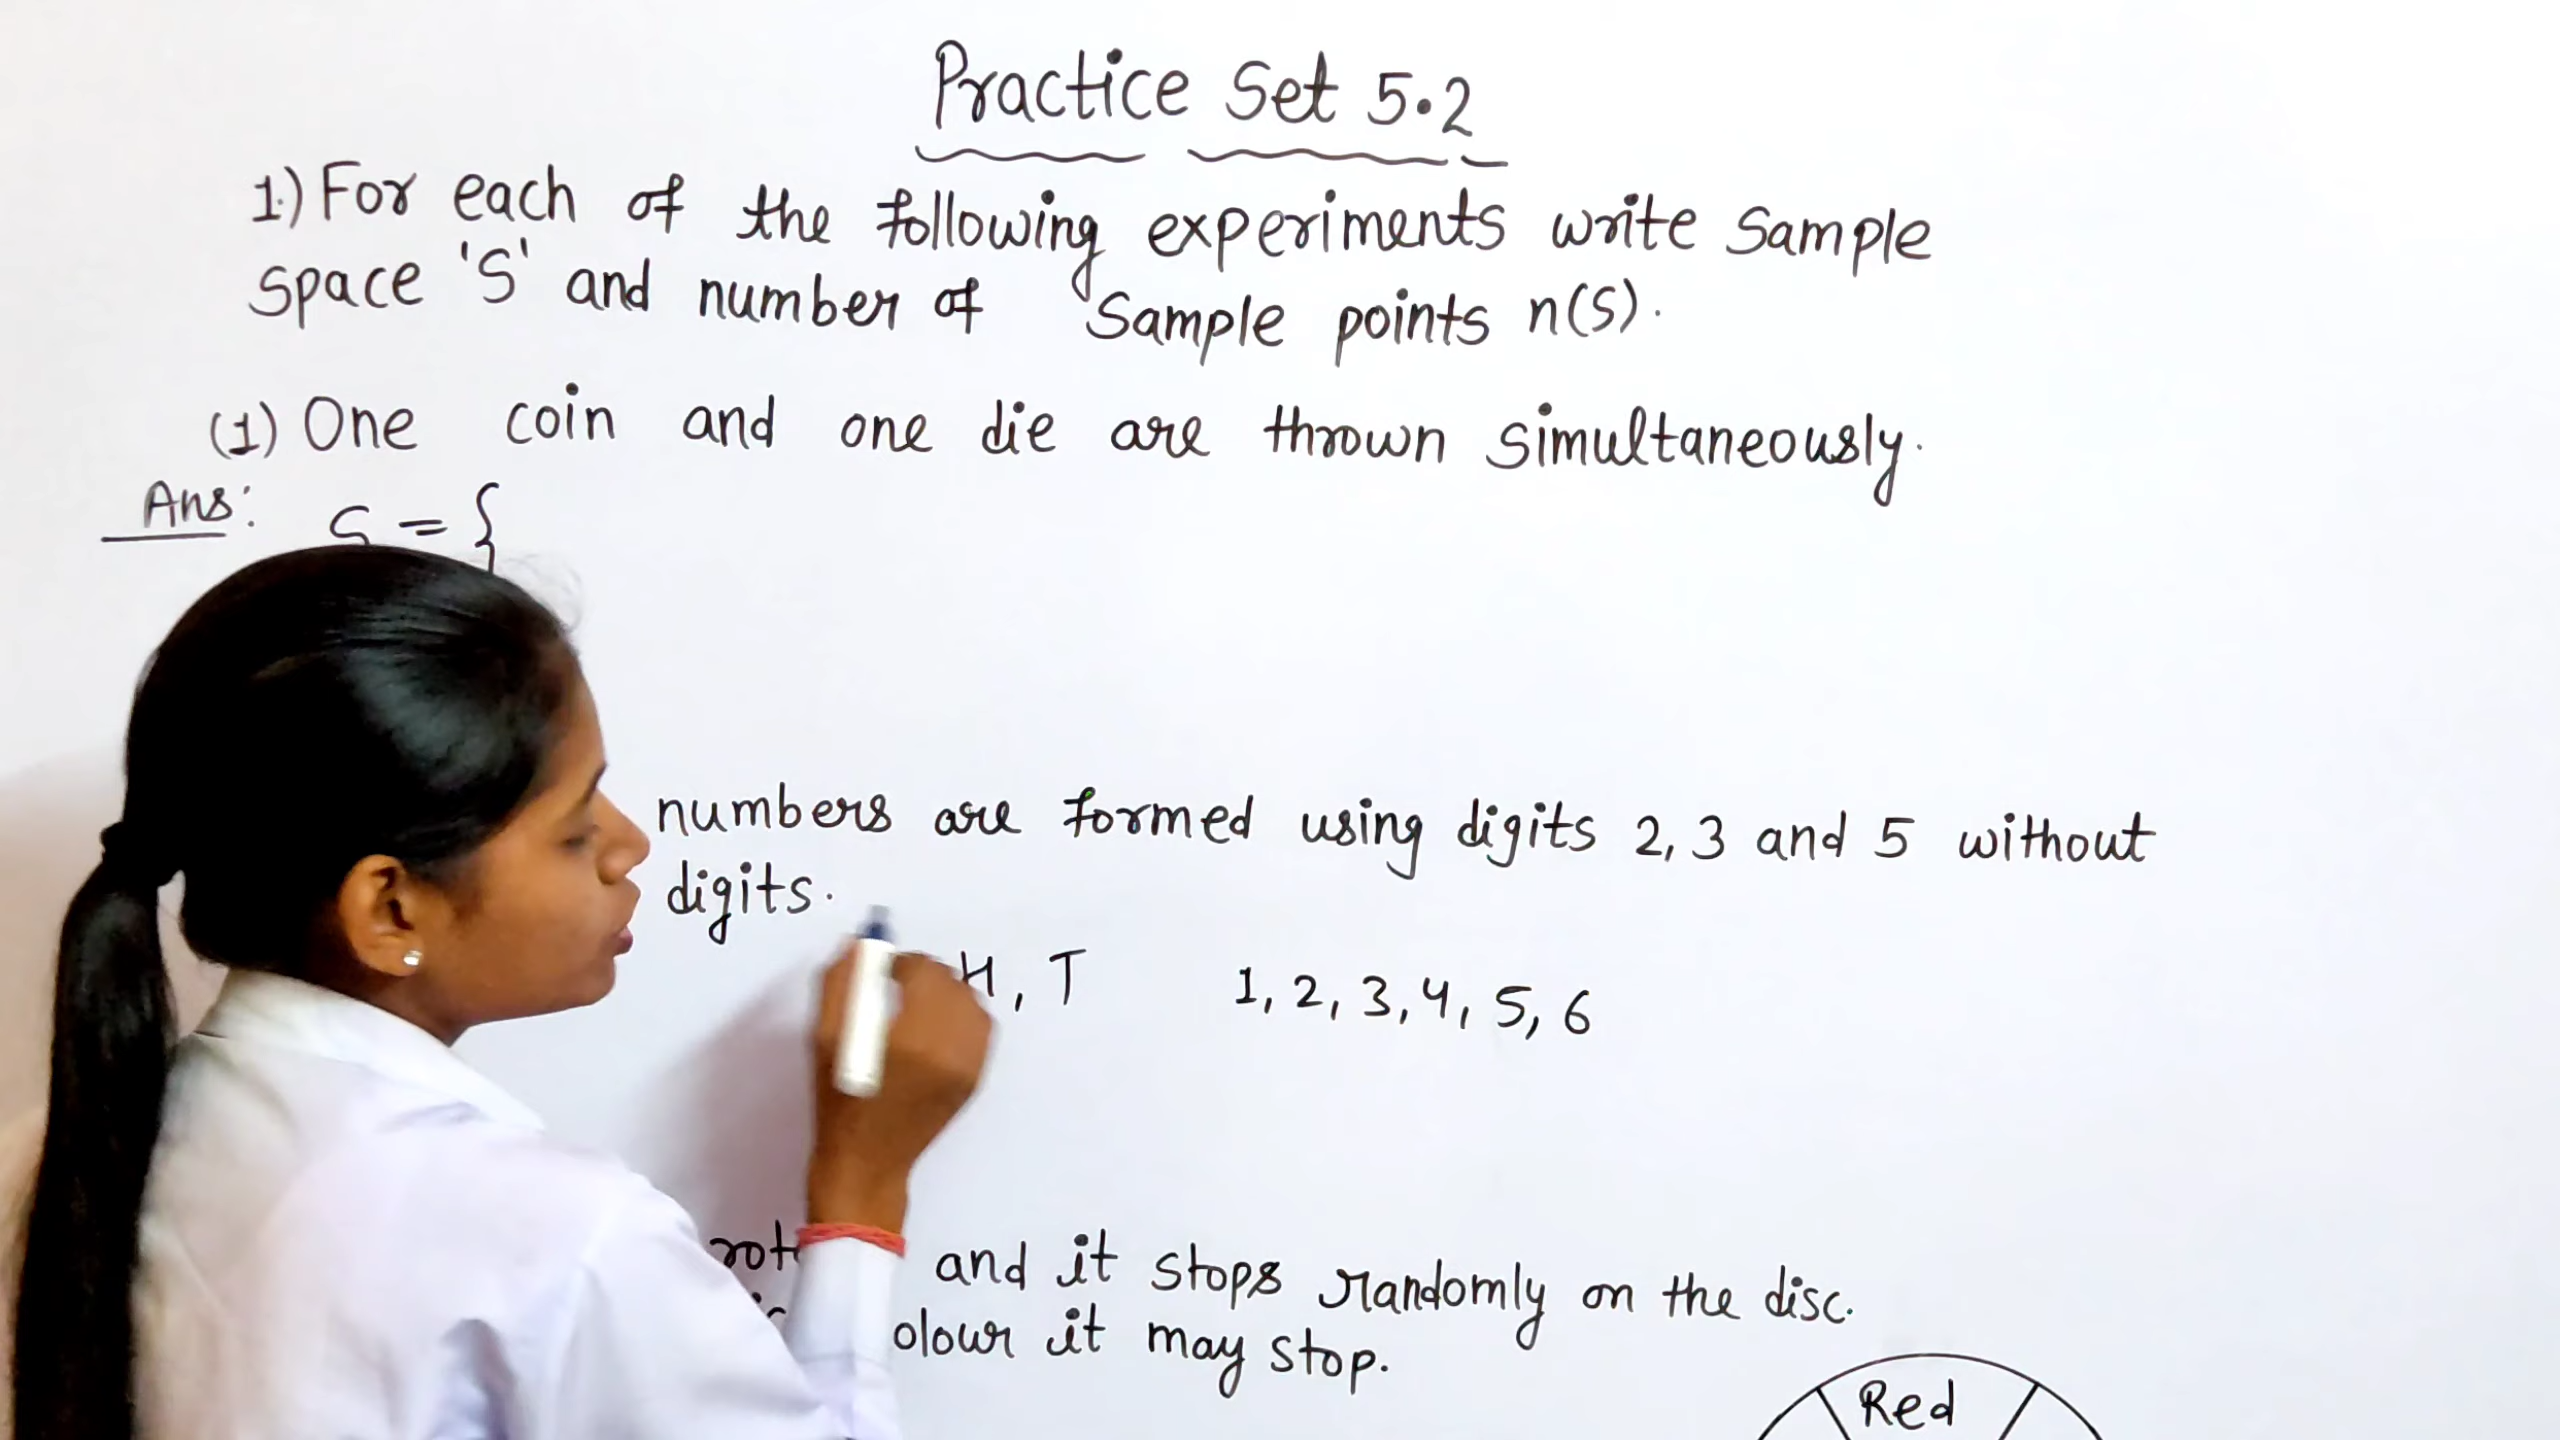 Practice Set 5.2
1.) For each of the following experiments write Sample
Space 'S' and number of Sample points n(S).
(1) One coin and one die are thrown simultaneously.
Ans: S = {
numbers are formed using digits 2, 3 and 5 without
digits.
H, T 1, 2, 3, 4, 5, 6
and it stops randomly on the disc.
it may stop.
Red